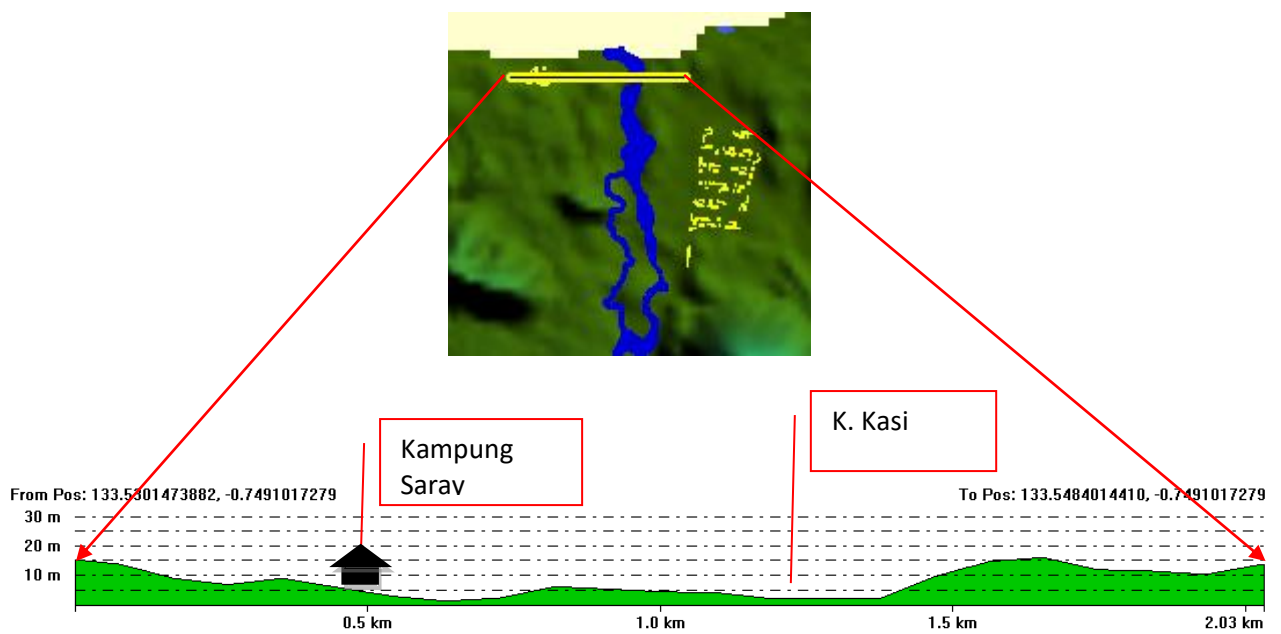 Kampung
Sarav
K. Kasi
From Pos: 133.5301473882, -0.7491017279
To Pos: 133.5484014410, -0.7491017279
30 m
20 m
10 m
0.5 km
1.0 km
1.5 km
2.03 km